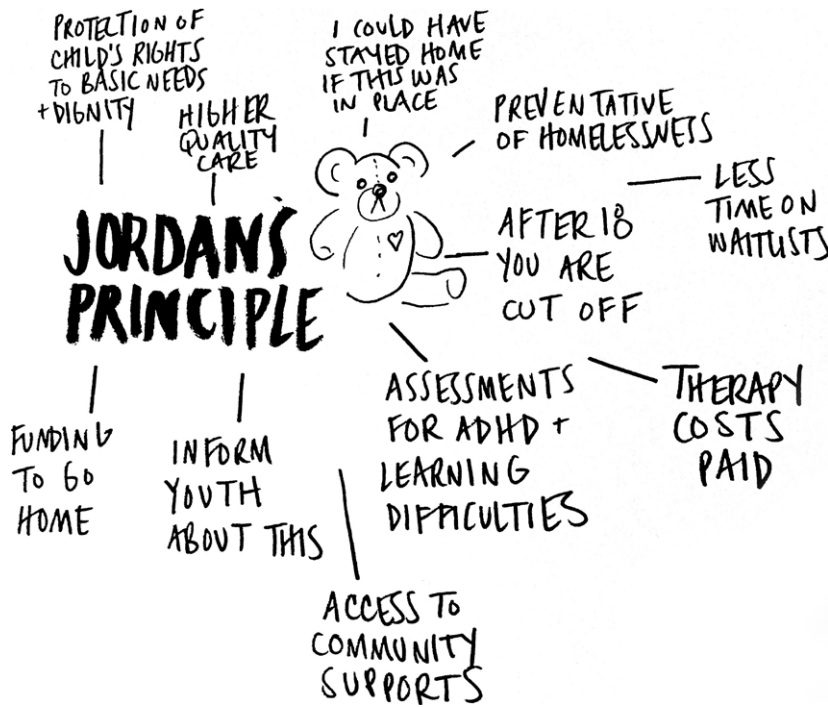 PROTECTION OF
CHILD'S RIGHTS
TO BASIC NEEDS
+ DIGNITY
HIGHER
QUALITY
CARE
I COULD HAVE
STAYED HOME
IF THIS WAS
IN PLACE
PREVENTATIVE
OF HOMELESSNESS
LESS
TIME ON
WAITLISTS
JORDAN'S
PRINCIPLE
AFTER 18
YOU ARE
CUT OFF
FUNDING
TO GO
HOME
INFORM
YOUTH
ABOUT THIS
ASSESSMENTS
FOR ADHD +
LEARNING
DIFFICULTIES
THERAPY
COSTS
PAID
ACCESS TO
COMMUNITY
SUPPORTS